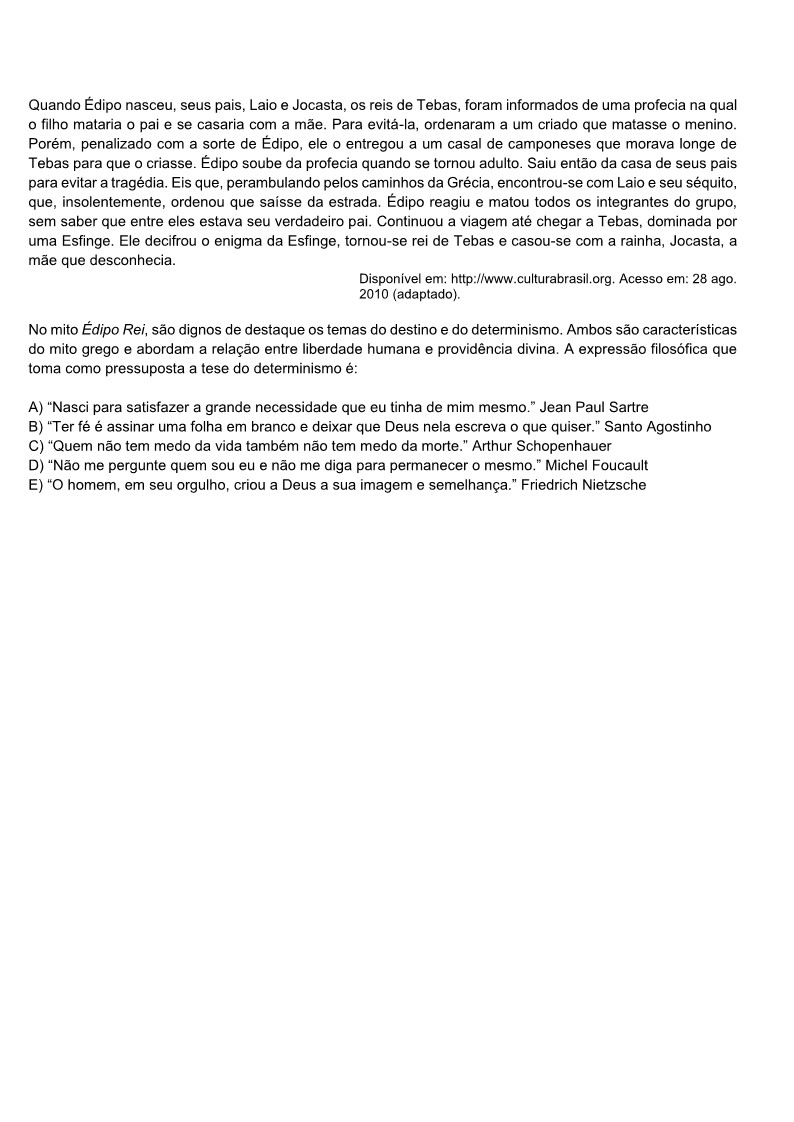 Quando Édipo nasceu, seus pais, Laio e Jocasta, os reis de Tebas, foram informados de uma profecia na qual
o filho mataria o pai e se casaria com a mãe. Para evitá-la, ordenaram a um criado que matasse o menino.
Porém, penalizado com a sorte de Édipo, ele o entregou a um casal de camponeses que morava longe de
Tebas para que o criasse. Édipo soube da profecia quando se tornou adulto. Saiu então da casa de seus pais
para evitar a tragédia. Eis que, perambulando pelos caminhos da Grécia, encontrou-se com Laio e seu séquito,
que, insolentemente, ordenou que saísse da estrada. Édipo reagiu e matou todos os integrantes do grupo,
sem saber que entre eles estava seu verdadeiro pai. Continuou a viagem até chegar a Tebas, dominada por
uma Esfinge. Ele decifrou o enigma da Esfinge, tornou-se rei de Tebas e casou-se com a rainha, Jocasta, a
mãe que desconhecia.
Disponível em: http://www.culturabrasil.org. Acesso em: 28 ago.
2010 (adaptado).
No mito Édipo Rei, são dignos de destaque os temas do destino e do determinismo. Ambos são características
do mito grego e abordam a relação entre liberdade humana e providência divina. A expressão filosófica que
toma como pressuposta a tese do determinismo é:
A) “Nasci para satisfazer a grande necessidade que eu tinha de mim mesmo.” Jean Paul Sartre
B) “Ter fé é assinar uma folha em branco e deixar que Deus nela escreva o que quiser.” Santo Agostinho
C) “Quem não tem medo da vida também não tem medo da morte.” Arthur Schopenhauer
D) “Não me pergunte quem sou eu e não me diga para permanecer o mesmo.” Michel Foucault
E) “O homem, em seu orgulho, criou a Deus a sua imagem e semelhança.” Friedrich Nietzsche